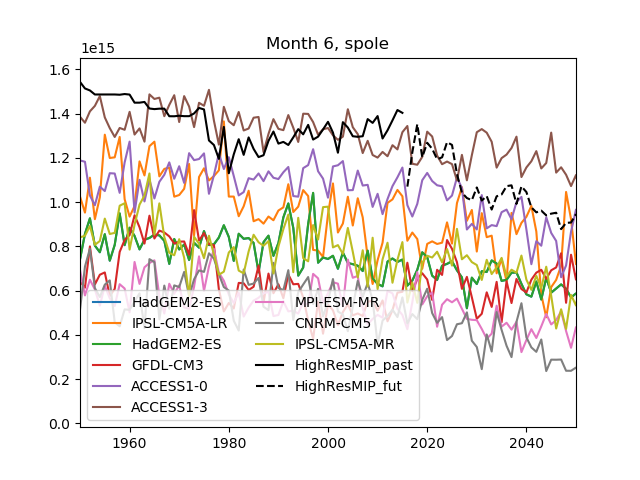 Month 6, spole
1e15
1.6
1.4
1.2
1.0
0.8
0.6
0.4
0.2
0.0
HadGEM2-ES
IPSL-CM5A-LR
HadGEM2-ES
GFDL-CM3
ACCESS1-0
ACCESS1-3
MPI-ESM-MR
CNRM-CM5
IPSL-CM5A-MR
HighResMIP_past
HighResMIP_fut
1960 1980 2000 2020 2040